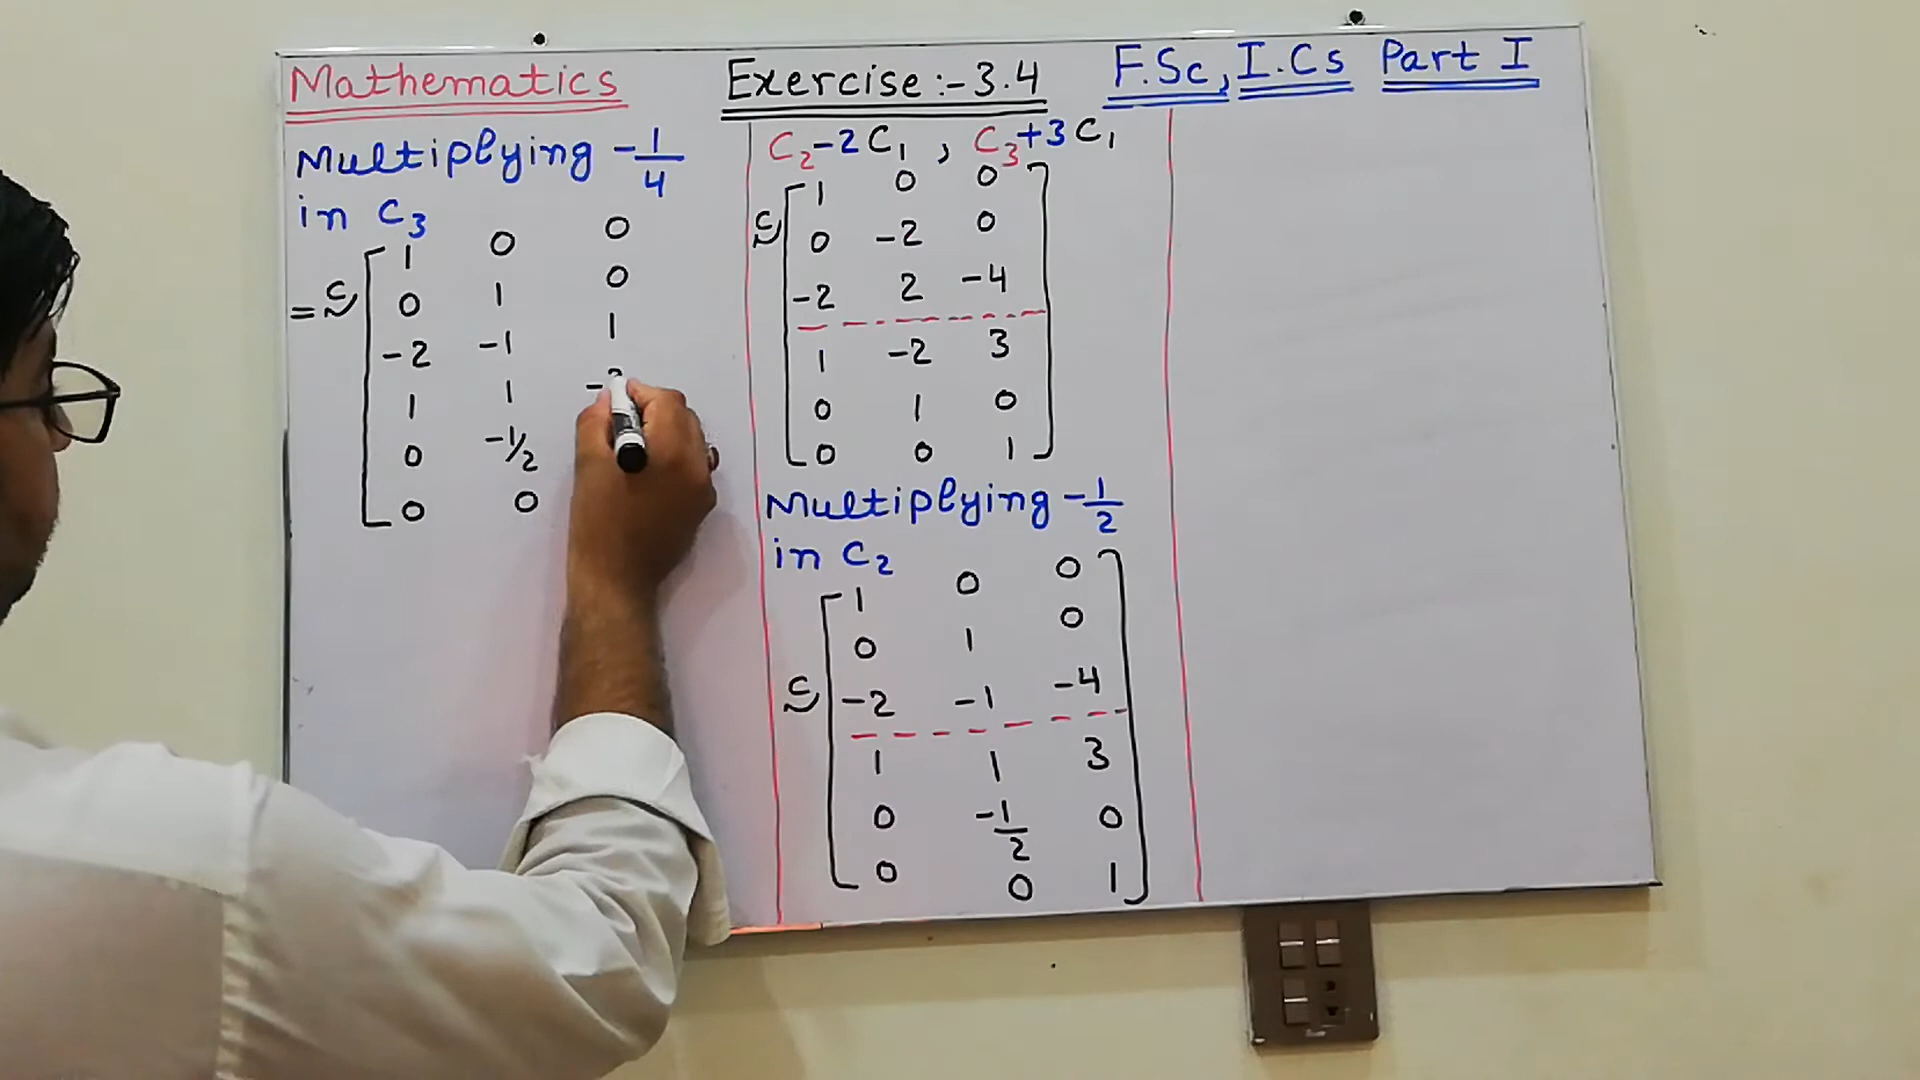 Mathematics
Exercise:-3.4
F.Sc, I.Cs Part I
Multiplying -1/4
in C3
1 0 0
0 1 0
= C -2 -1 1
1 1 -
0 -1/2
0 0
C2-2C1 , C3+3C1
C 1 0 0
0 -2 0
-2 2 -4
1 -2 3
0 1 0
0 0 1
Multiplying -1/2
in C2
1 0 0
0 1 0
C -2 -1 -4
1 1 3
0 -1/2 0
0 0 1